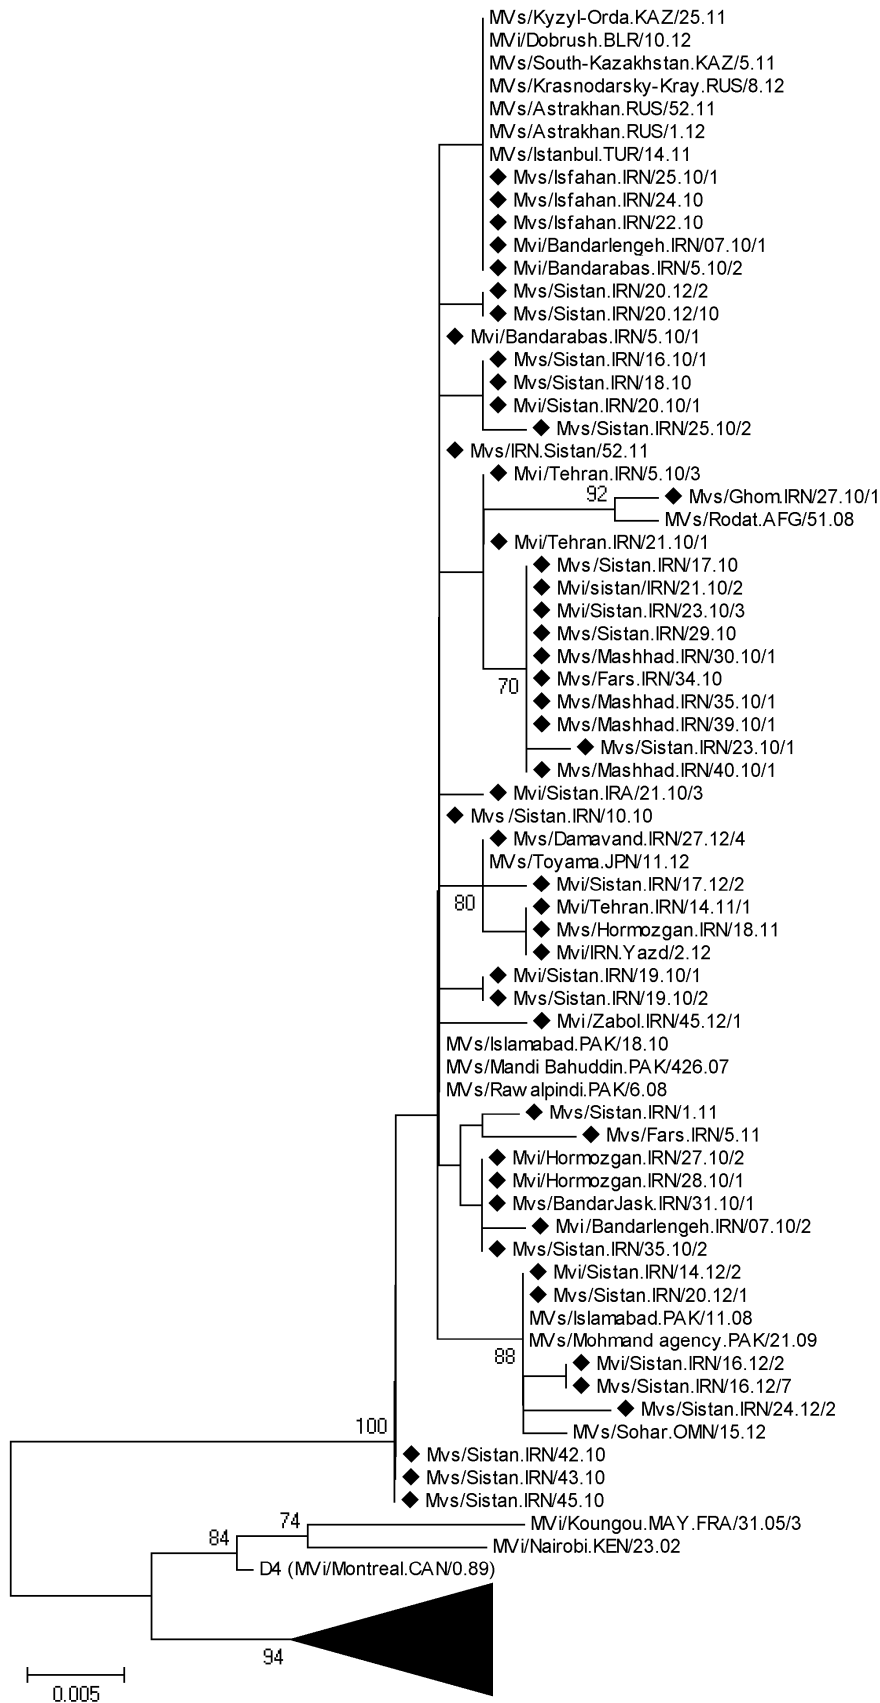 MVs/Kyzyl-Orda.KAZ/25.11
MVi/Dobrush.BLR/10.12
MVs/South-Kazakhstan.KAZ/5.11
MVs/Krasnodarsky-Kray.RUS/8.12
MVs/Astrakhan.RUS/52.11
MVs/Astrakhan.RUS/1.12
MVs/Istanbul.TUR/14.11
Mvs/Isfahan.IRN/25.10/1
Mvs/Isfahan.IRN/24.10
Mvs/Isfahan.IRN/22.10
Mvi/Bandarlengeh.IRN/07.10/1
Mvi/Bandarabas.IRN/5.10/2
Mvs/Sistan.IRN/20.12/2
Mvs/Sistan.IRN/20.12/10
Mvi/Bandarabas.IRN/5.10/1
Mvs/Sistan.IRN/16.10/1
Mvs/Sistan.IRN/18.10
Mvi/Sistan.IRN/20.10/1
Mvs/Sistan.IRN/25.10/2
Mvs/IRN.Sistan/52.11
Mvi/Tehran.IRN/5.10/3
92
Mvs/Ghom.IRN/27.10/1
MVs/Rodat.AFG/51.08
Mvi/Tehran.IRN/21.10/1
Mvs/Sistan.IRN/17.10
Mvi/sistan/IRN/21.10/2
Mvi/Sistan.IRN/23.10/3
Mvs/Sistan.IRN/29.10
Mvs/Mashhad.IRN/30.10/1
Mvs/Fars.IRN/34.10
70
Mvs/Mashhad.IRN/35.10/1
Mvs/Mashhad.IRN/39.10/1
Mvs/Sistan.IRN/23.10/1
Mvs/Mashhad.IRN/40.10/1
Mvi/Sistan.IRA/21.10/3
Mvs /Sistan.IRN/10.10
Mvs/Damavand.IRN/27.12/4
MVs/Toyama.JPN/11.12
Mvi/Sistan.IRN/17.12/2
80
Mvi/Tehran.IRN/14.11/1
Mvs/Hormozgan.IRN/18.11
Mvi/IRN.Yazd/2.12
Mvi/Sistan.IRN/19.10/1
Mvs/Sistan.IRN/19.10/2
Mvi/Zabol.IRN/45.12/1
MVs/Islamabad.PAK/18.10
MVs/Mandi Bahuddin.PAK/426.07
MVs/Rawalpindi.PAK/6.08
Mvs/Sistan.IRN/1.11
Mvs/Fars.IRN/5.11
Mvi/Hormozgan.IRN/27.10/2
Mvi/Hormozgan.IRN/28.10/1
Mvs/BandarJask.IRN/31.10/1
Mvi/Bandarlengeh.IRN/07.10/2
Mvs/Sistan.IRN/35.10/2
Mvi/Sistan.IRN/14.12/2
Mvs/Sistan.IRN/20.12/1
MVs/Islamabad.PAK/11.08
MVs/Mohmand agency.PAK/21.09
88
Mvi/Sistan.IRN/16.12/2
Mvs/Sistan.IRN/16.12/7
Mvs/Sistan.IRN/24.12/2
MVs/Sohar.OMN/15.12
100
Mvs/Sistan.IRN/42.10
Mvs/Sistan.IRN/43.10
Mvs/Sistan.IRN/45.10
74
MVi/Koungou.MAY.FRA/31.05/3
84
MVi/Nairobi.KEN/23.02
D4 (MVi/Montreal.CAN/0.89)
94
0.005